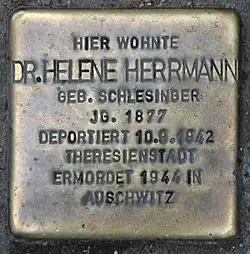 HIER WOHNTE
DR. HELENE HERRMANN
GEB. SCHLESINGER
JG. 1877
DEPORTIERT 10.9.1942
THERESIENSTADT
ERMORDET 1944 IN
AUSCHWITZ